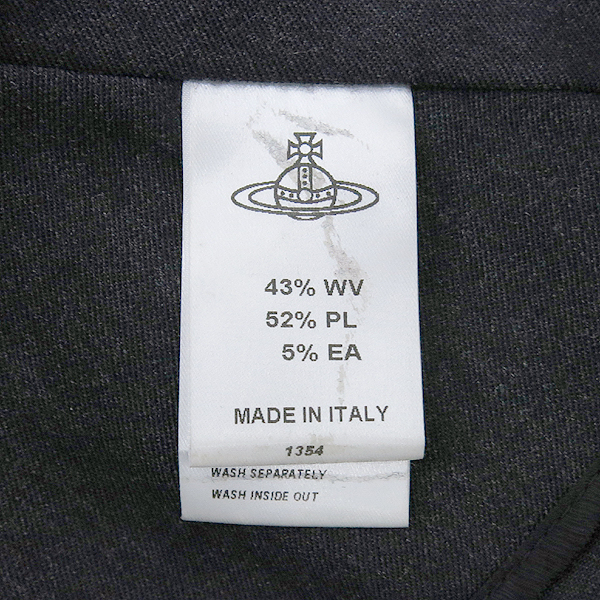 43% WV
52% PL
5% EA
MADE IN ITALY
1354
WASH SEPARATELY
WASH INSIDE OUT